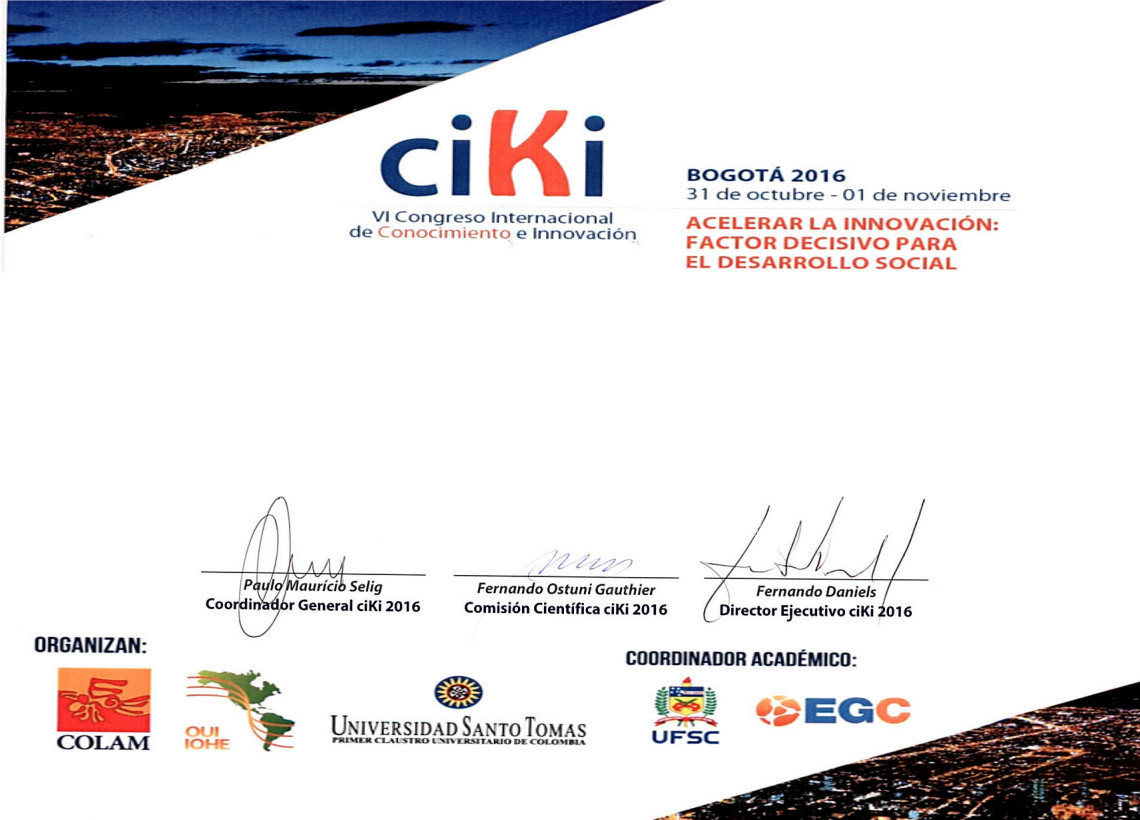 ciKi
VI Congreso Internacional
de Conocimiento e Innovación
BOGOTÁ 2016
31 de octubre - 01 de noviembre
ACELERAR LA INNOVACIÓN:
FACTOR DECISIVO PARA
EL DESARROLLO SOCIAL
Paulo Maurício Selig
Coordinador General ciKi 2016
Fernando Ostuni Gauthier
Comisión Científica ciKi 2016
Fernando Daniels
Director Ejecutivo ciKi 2016
ORGANIZAN:
COLAM
OUI
IOHE
UNIVERSIDAD SANTO TOMAS
PRIMER CLAUSTRO UNIVERSITARIO DE COLOMBIA
COORDINADOR ACADÉMICO:
UFSC
EGC